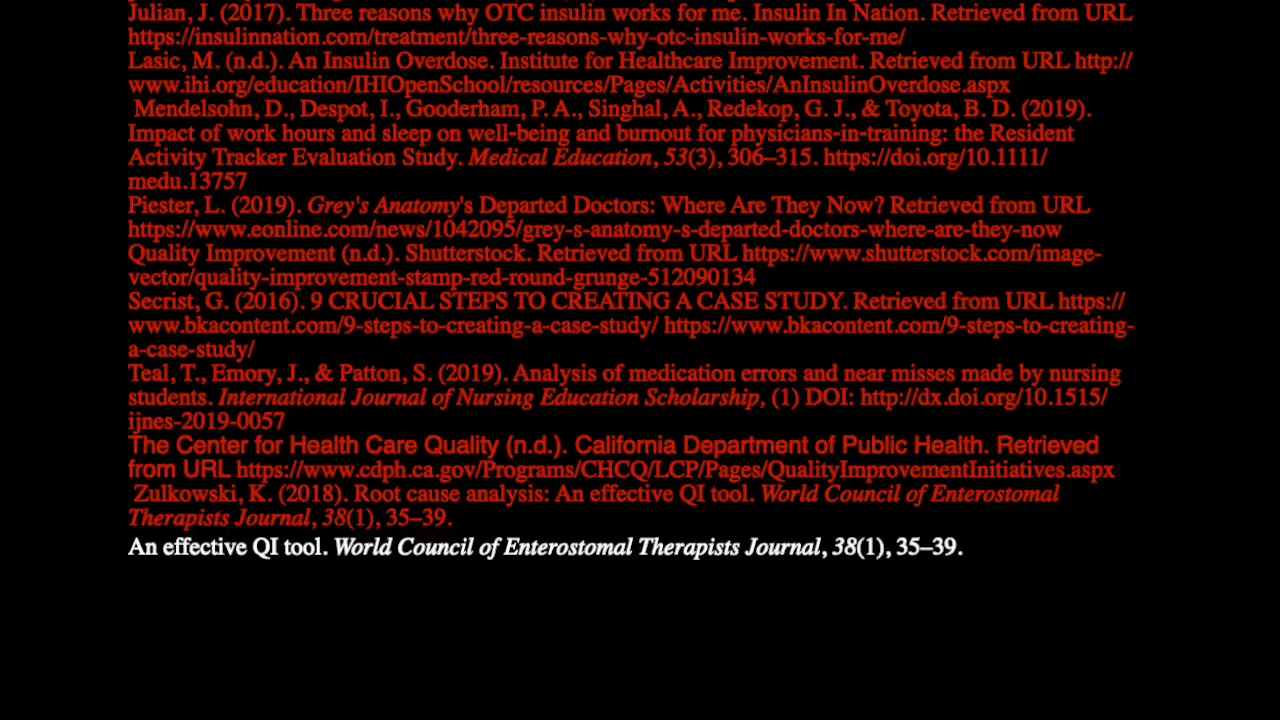 Julian, J. (2017). Three reasons why OTC insulin works for me. Insulin In Nation. Retrieved from URL
https://insulinnation.com/treatment/three-reasons-why-otc-insulin-works-for-me/
Lasic, M. (n.d.). An Insulin Overdose. Institute for Healthcare Improvement. Retrieved from URL http://
www.ihi.org/education/IHIOpenSchool/resources/Pages/Activities/AnInsulinOverdose.aspx
Mendelsohn, D., Despot, I., Gooderham, P. A., Singhal, A., Redekop, G. J., & Toyota, B. D. (2019).
Impact of work hours and sleep on well-being and burnout for physicians-in-training: the Resident
Activity Tracker Evaluation Study. Medical Education, 53(3), 306–315. https://doi.org/10.1111/
medu.13757
Piester, L. (2019). Grey's Anatomy's Departed Doctors: Where Are They Now? Retrieved from URL
https://www.eonline.com/news/1042095/grey-s-anatomy-s-departed-doctors-where-are-they-now
Quality Improvement (n.d.). Shutterstock. Retrieved from URL https://www.shutterstock.com/image-
vector/quality-improvement-stamp-red-round-grunge-512090134
Secrist, G. (2016). 9 CRUCIAL STEPS TO CREATING A CASE STUDY. Retrieved from URL https://
www.bkacontent.com/9-steps-to-creating-a-case-study/ https://www.bkacontent.com/9-steps-to-creating-
a-case-study/
Teal, T., Emory, J., & Patton, S. (2019). Analysis of medication errors and near misses made by nursing
students. International Journal of Nursing Education Scholarship, (1) DOI: http://dx.doi.org/10.1515/
ijnes-2019-0057
The Center for Health Care Quality (n.d.). California Department of Public Health. Retrieved
from URL https://www.cdph.ca.gov/Programs/CHCQ/LCP/Pages/QualityImprovementInitiatives.aspx
Zulkowski, K. (2018). Root cause analysis: An effective QI tool. World Council of Enterostomal
Therapists Journal, 38(1), 35–39.
An effective QI tool. World Council of Enterostomal Therapists Journal, 38(1), 35–39.